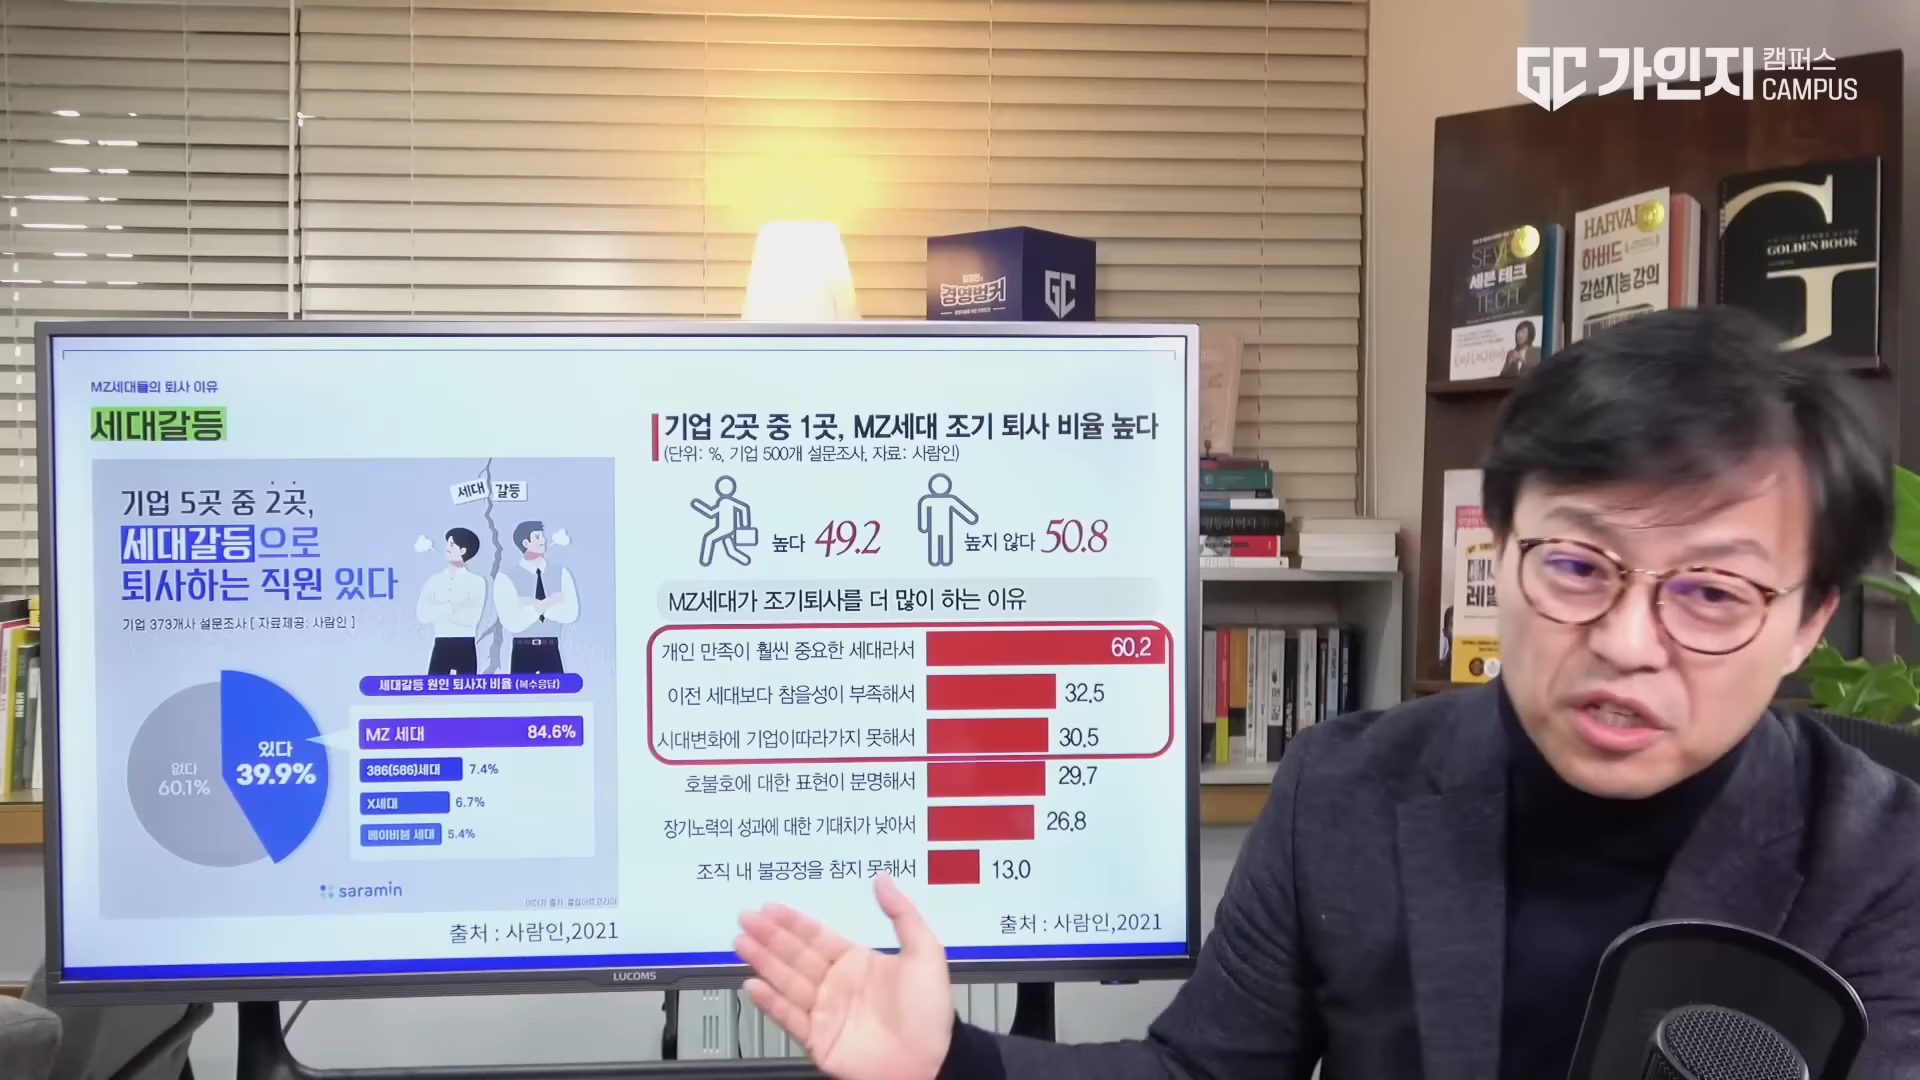 GC 가인지 캠퍼스 CAMPUS
경영벙커
GC
SEVEN
세븐 테크
TECH
HARVARD
하버드
감성지능강의
G
GOLDEN BOOK
MZ세대들의 퇴사 이유
세대갈등
기업 5곳 중 2곳,
세대갈등으로
퇴사하는 직원 있다
기업 373개사 설문조사 [ 자료제공: 사람인 ]
세대 갈등
세대갈등 원인 퇴사자 비율 (복수응답)
있다
39.9%
없다
60.1%
MZ 세대 84.6%
386(586)세대 7.4%
X세대 6.7%
베이비붐 세대 5.4%
saramin
출처 : 사람인,2021
기업 2곳 중 1곳, MZ세대 조기 퇴사 비율 높다
(단위: %, 기업 500개 설문조사, 자료: 사람인)
높다 49.2
높지 않다 50.8
MZ세대가 조기퇴사를 더 많이 하는 이유
개인 만족이 훨씬 중요한 세대라서 60.2
이전 세대보다 참을성이 부족해서 32.5
시대변화에 기업이따라가지 못해서 30.5
호불호에 대한 표현이 분명해서 29.7
장기노력의 성과에 대한 기대치가 낮아서 26.8
조직 내 불공정을 참지 못해서 13.0
출처 : 사람인,2021
LUCOMS